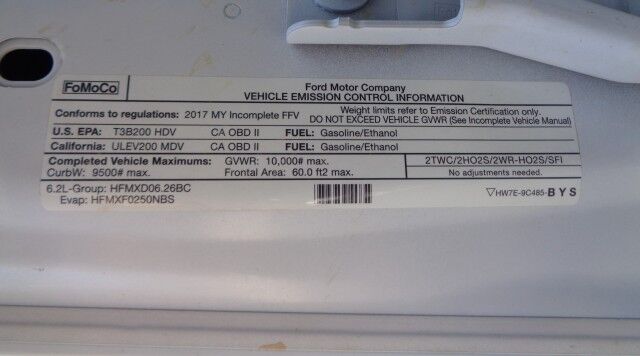 FoMoCo
Ford Motor Company
VEHICLE EMISSION CONTROL INFORMATION
Conforms to regulations: 2017 MY Incomplete FFV
Weight limits refer to Emission Certification only.
DO NOT EXCEED VEHICLE GVWR (See Incomplete Vehicle Manual)
U.S. EPA: T3B200 HDV CA OBD II FUEL: Gasoline/Ethanol
California: ULEV200 MDV CA OBD II FUEL: Gasoline/Ethanol
Completed Vehicle Maximums: GVWR: 10,000# max.
CurbW: 9500# max. Frontal Area: 60.0 ft2 max.
2TWC/2HO2S/2WR-HO2S/SFI
No adjustments needed.
6.2L-Group: HFMXD06.26BC
Evap: HFMXF0250NBS
▽HW7E-9C485-BYS